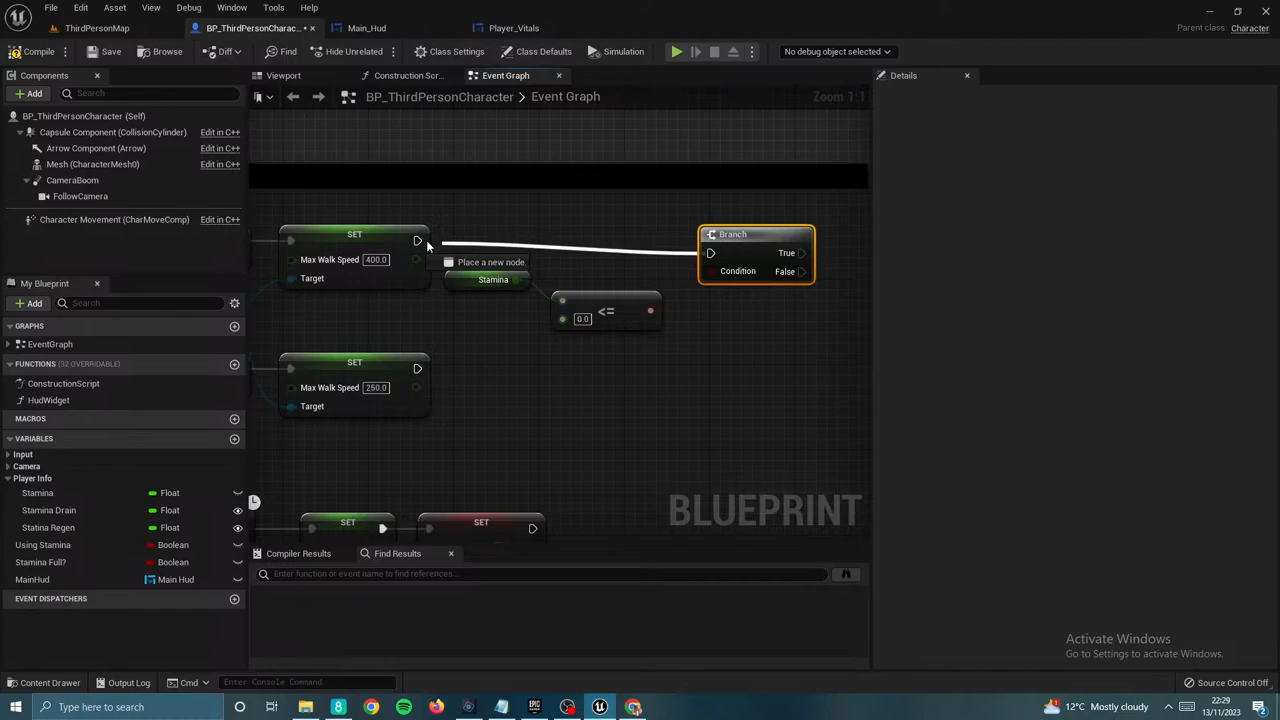 File Edit Asset View Debug Window Tools Help
ThirdPersonMap
BP_ThirdPersonCharac...
Main_Hud
Player_Vitals
Parent class: Character
Compile
Save
Browse
Diff
Find
Hide Unrelated
Class Settings
Class Defaults
Simulation
No debug object selected
Components
Viewport
Construction Scr...
Event Graph
Details
Add
Search
BP_ThirdPersonCharacter > Event Graph
Zoom 1:1
BP_ThirdPersonCharacter (Self)
Capsule Component (CollisionCylinder) Edit in C++
Arrow Component (Arrow) Edit in C++
Mesh (CharacterMesh0) Edit in C++
CameraBoom
FollowCamera
Character Movement (CharMoveComp) Edit in C++
SET
Max Walk Speed 400.0
Target
Place a new node.
Stamina
0.0 <=
Branch
True
Condition False
My Blueprint
Add
Search
GRAPHS
EventGraph
FUNCTIONS (32 OVERRIDABLE)
ConstructionScript
HudWidget
MACROS
VARIABLES
Input
Camera
Player Info
Stamina Float
Stamina Drain Float
Statina Regen Float
Using Stamina Boolean
Stamina Full? Boolean
MainHud Main Hud
EVENT DISPATCHERS
SET
Max Walk Speed 250.0
Target
BLUEPRINT
SET
SET
Compiler Results
Find Results
Enter function or event name to find references...
Activate Windows
Go to Settings to activate Windows.
Content Drawer
Output Log
Cmd
Enter Console Command
Source Control Off
Type here to search
12°C Mostly cloudy
22:29
13/11/2023